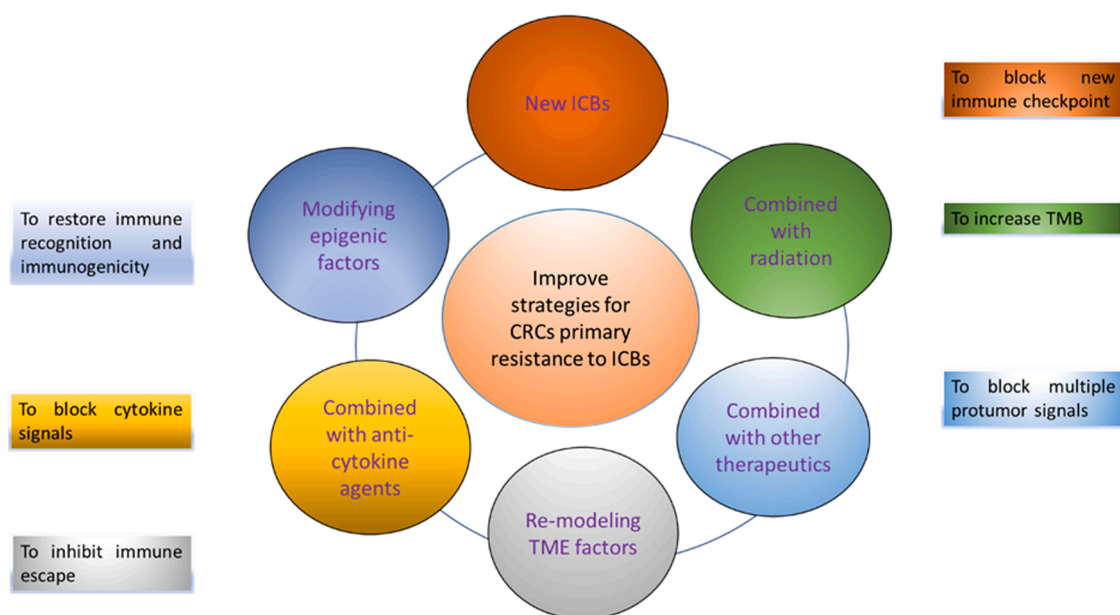 New ICBs
To block new
immune checkpoint
Modifying
epigenic
factors
Combined
with
radiation
To restore immune
recognition and
immunogenicity
To increase TMB
Improve
strategies for
CRCs primary
resistance to ICBs
Combined
with anti-
cytokine
agents
Combined
with other
therapeutics
To block cytokine
signals
To block multiple
protumor signals
Re-modeling
TME factors
To inhibit immune
escape